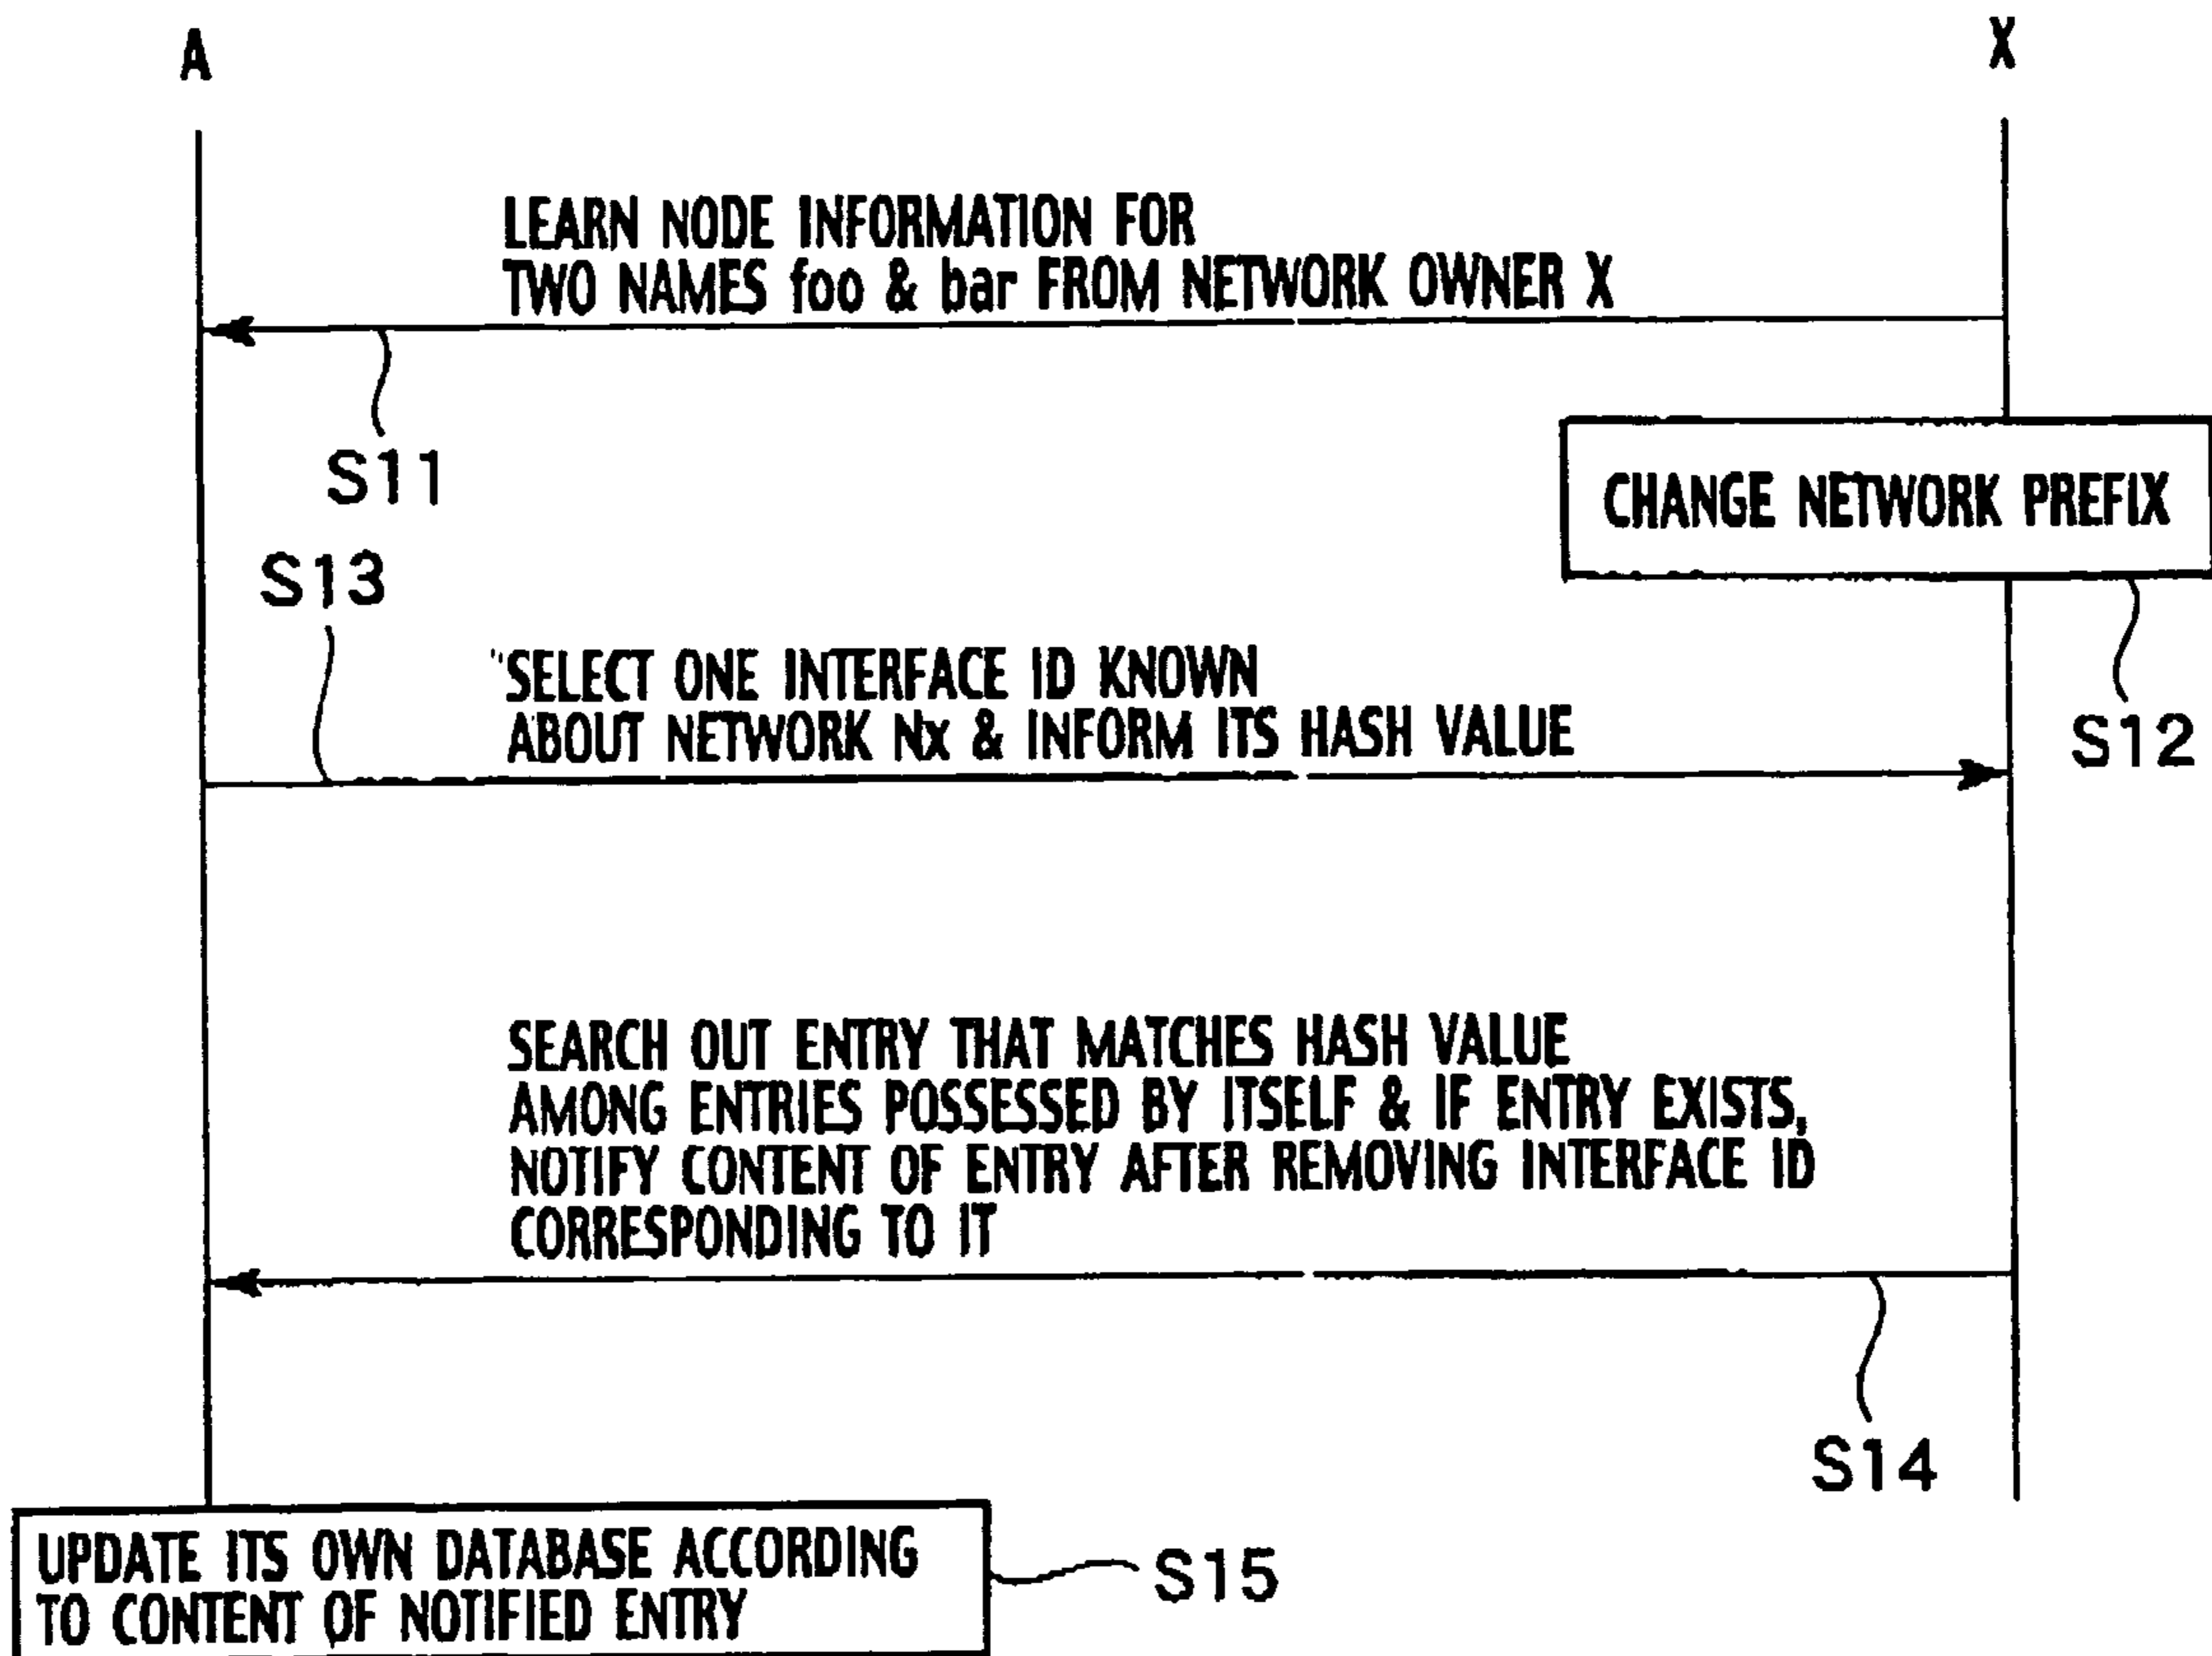 A
X
LEARN NODE INFORMATION FOR
TWO NAMES foo & bar FROM NETWORK OWNER X
S11
CHANGE NETWORK PREFIX
S13
S12
SELECT ONE INTERFACE ID KNOWN
ABOUT NETWORK Nx & INFORM ITS HASH VALUE
SEARCH OUT ENTRY THAT MATCHES HASH VALUE
AMONG ENTRIES POSSESSED BY ITSELF & IF ENTRY EXISTS,
NOTIFY CONTENT OF ENTRY AFTER REMOVING INTERFACE ID
CORRESPONDING TO IT
S14
UPDATE ITS OWN DATABASE ACCORDING
TO CONTENT OF NOTIFIED ENTRY
S15